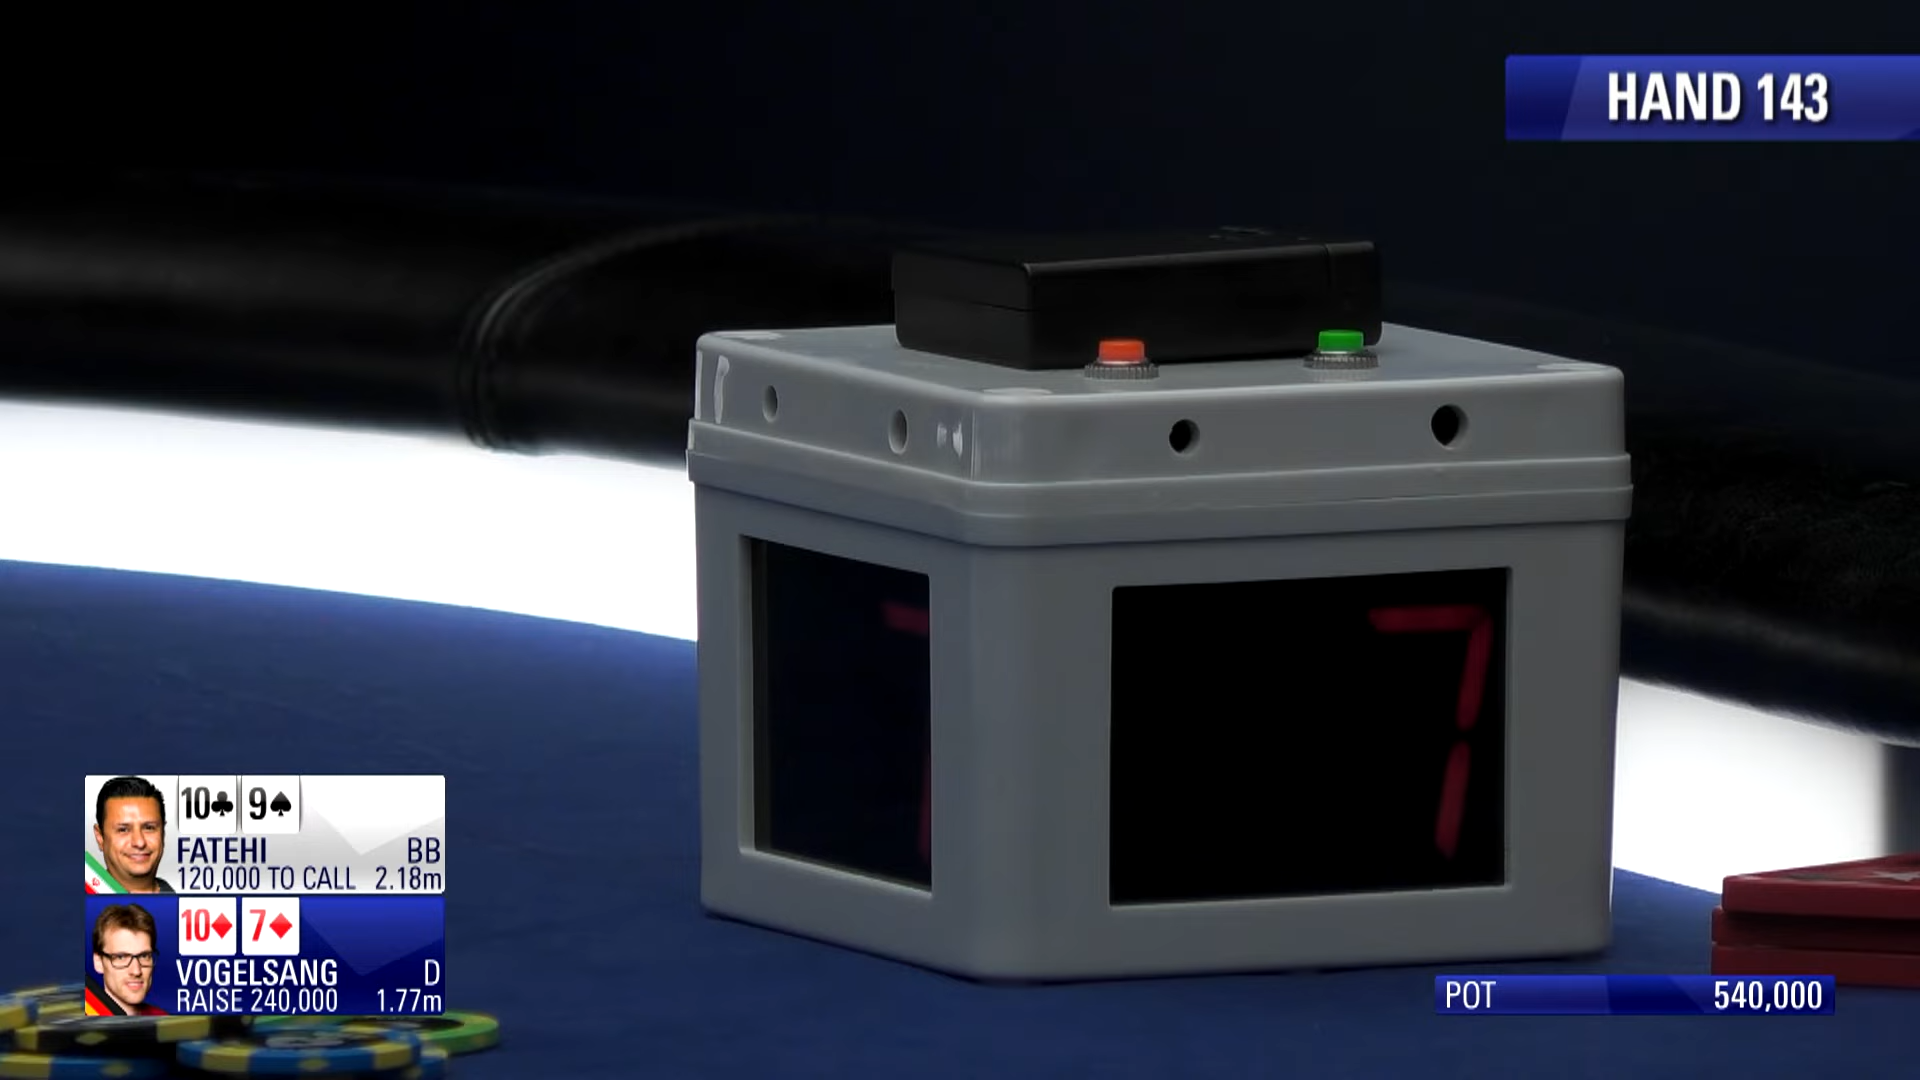 HAND 143
7
10♣ 9♠
FATEHI BB
120,000 TO CALL 2.18m
10♦ 7♦
VOGELSANG D
RAISE 240,000 1.77m
POT 540,000